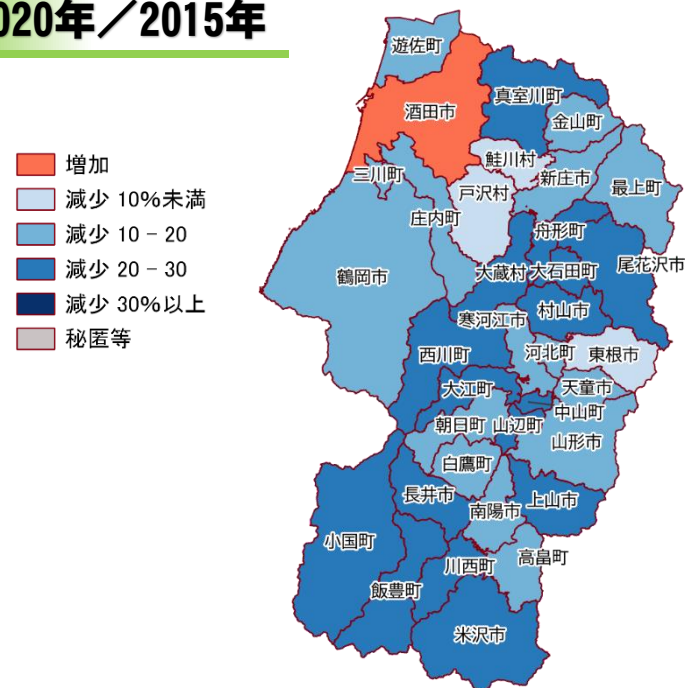 020年／2015年
遊佐町
酒田市
真室川町
金山町
増加
減少 10%未満
減少 10－20
減少 20－30
減少 30%以上
秘匿等
三川町
鮭川村
新庄市
最上町
戸沢村
庄内町
舟形町
鶴岡市
大蔵村
大石田町
尾花沢市
村山市
寒河江市
西川町
河北町
東根市
大江町
天童市
中山町
朝日町
山辺町
山形市
白鷹町
長井市
南陽市
上山市
小国町
川西町
高畠町
飯豊町
米沢市